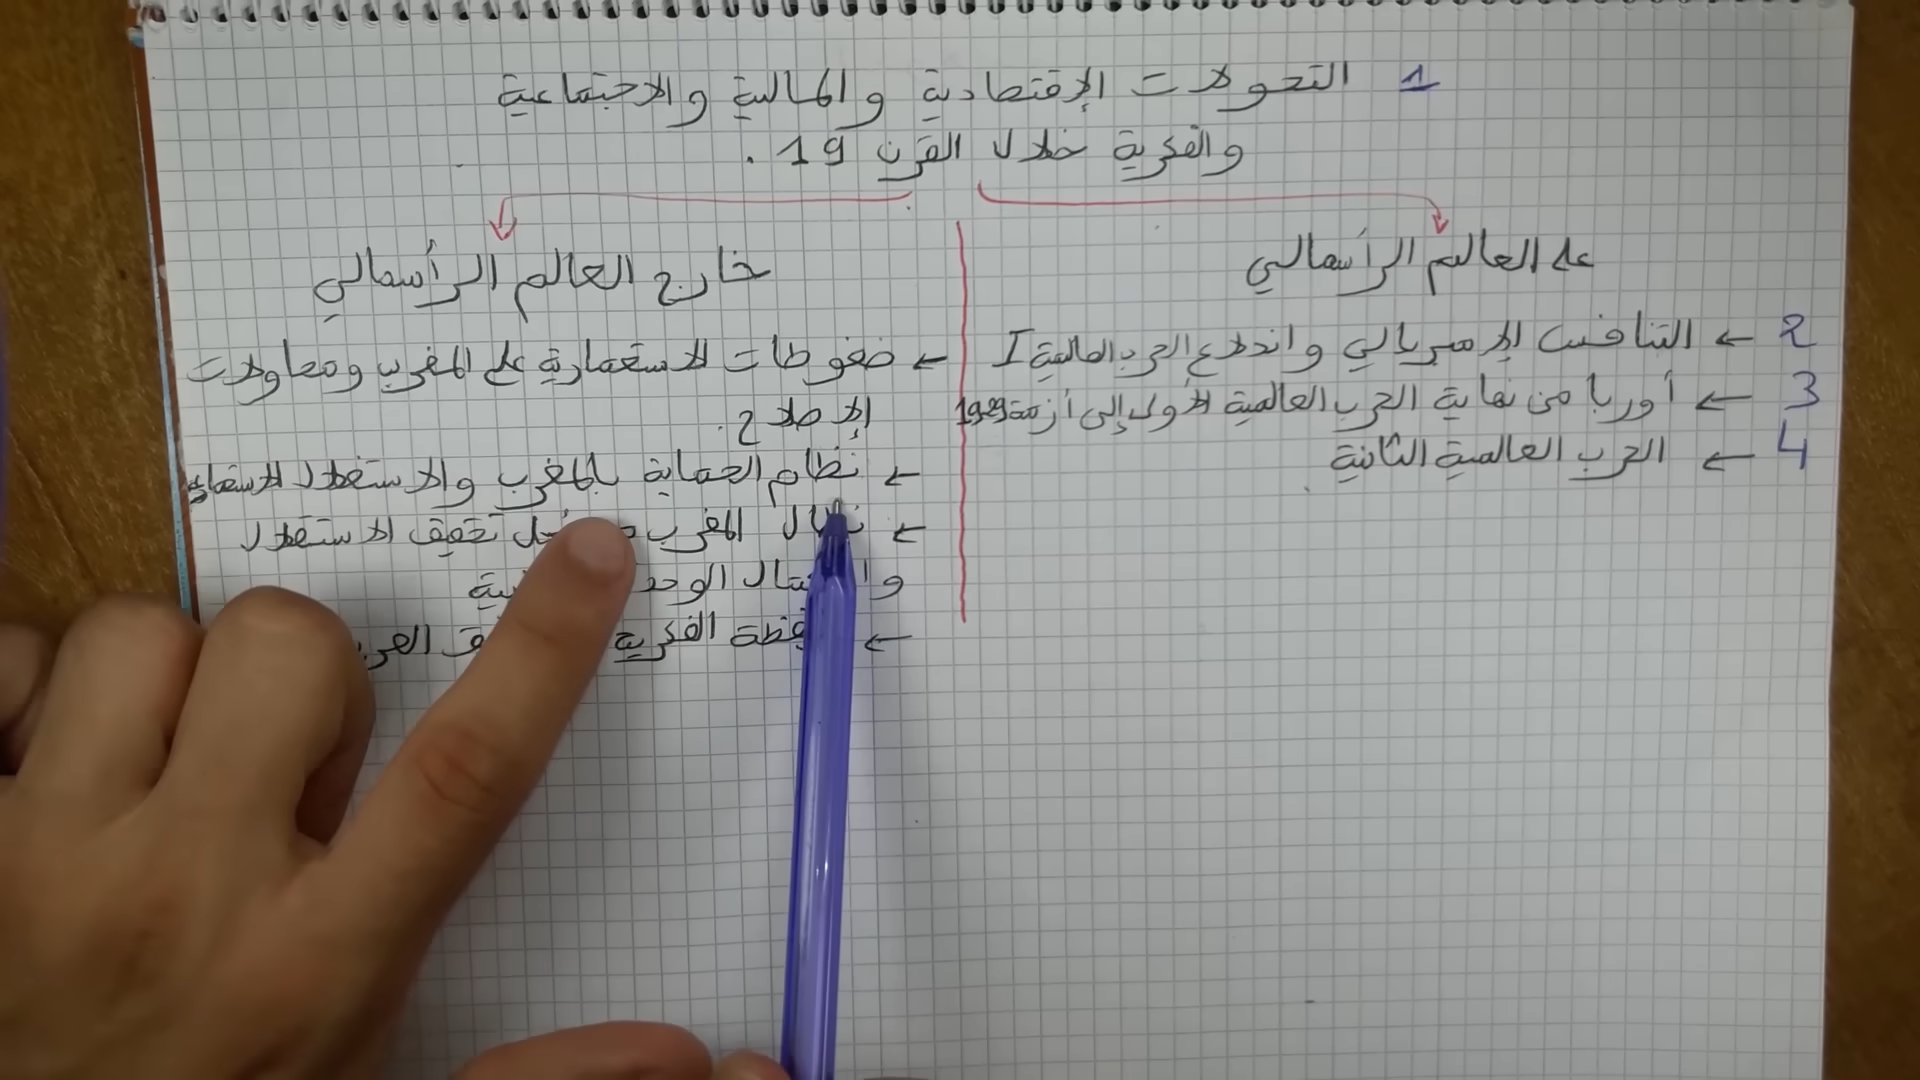 1 التحولات الإقتصادية والمالية والاجتماعية
والفكرية خلال القرن 19 .
على العالم الرأسمالي
2 ← التنافس الإمبريالي واندلاع الحرب العالمية I
3 ← أوربا من نهاية الحرب العالمية الأولى إلى أزمة 1929
4 ← الحرب العالمية الثانية
خارج العالم الرأسمالي
← ضغوطات الاستعمارية على المغرب ومحاولات
الإصلاح .
← نظام الحماية بالمغرب والاستغلال الاستعماري
← المغرب تحقيق الاستقلال
← الفكرية